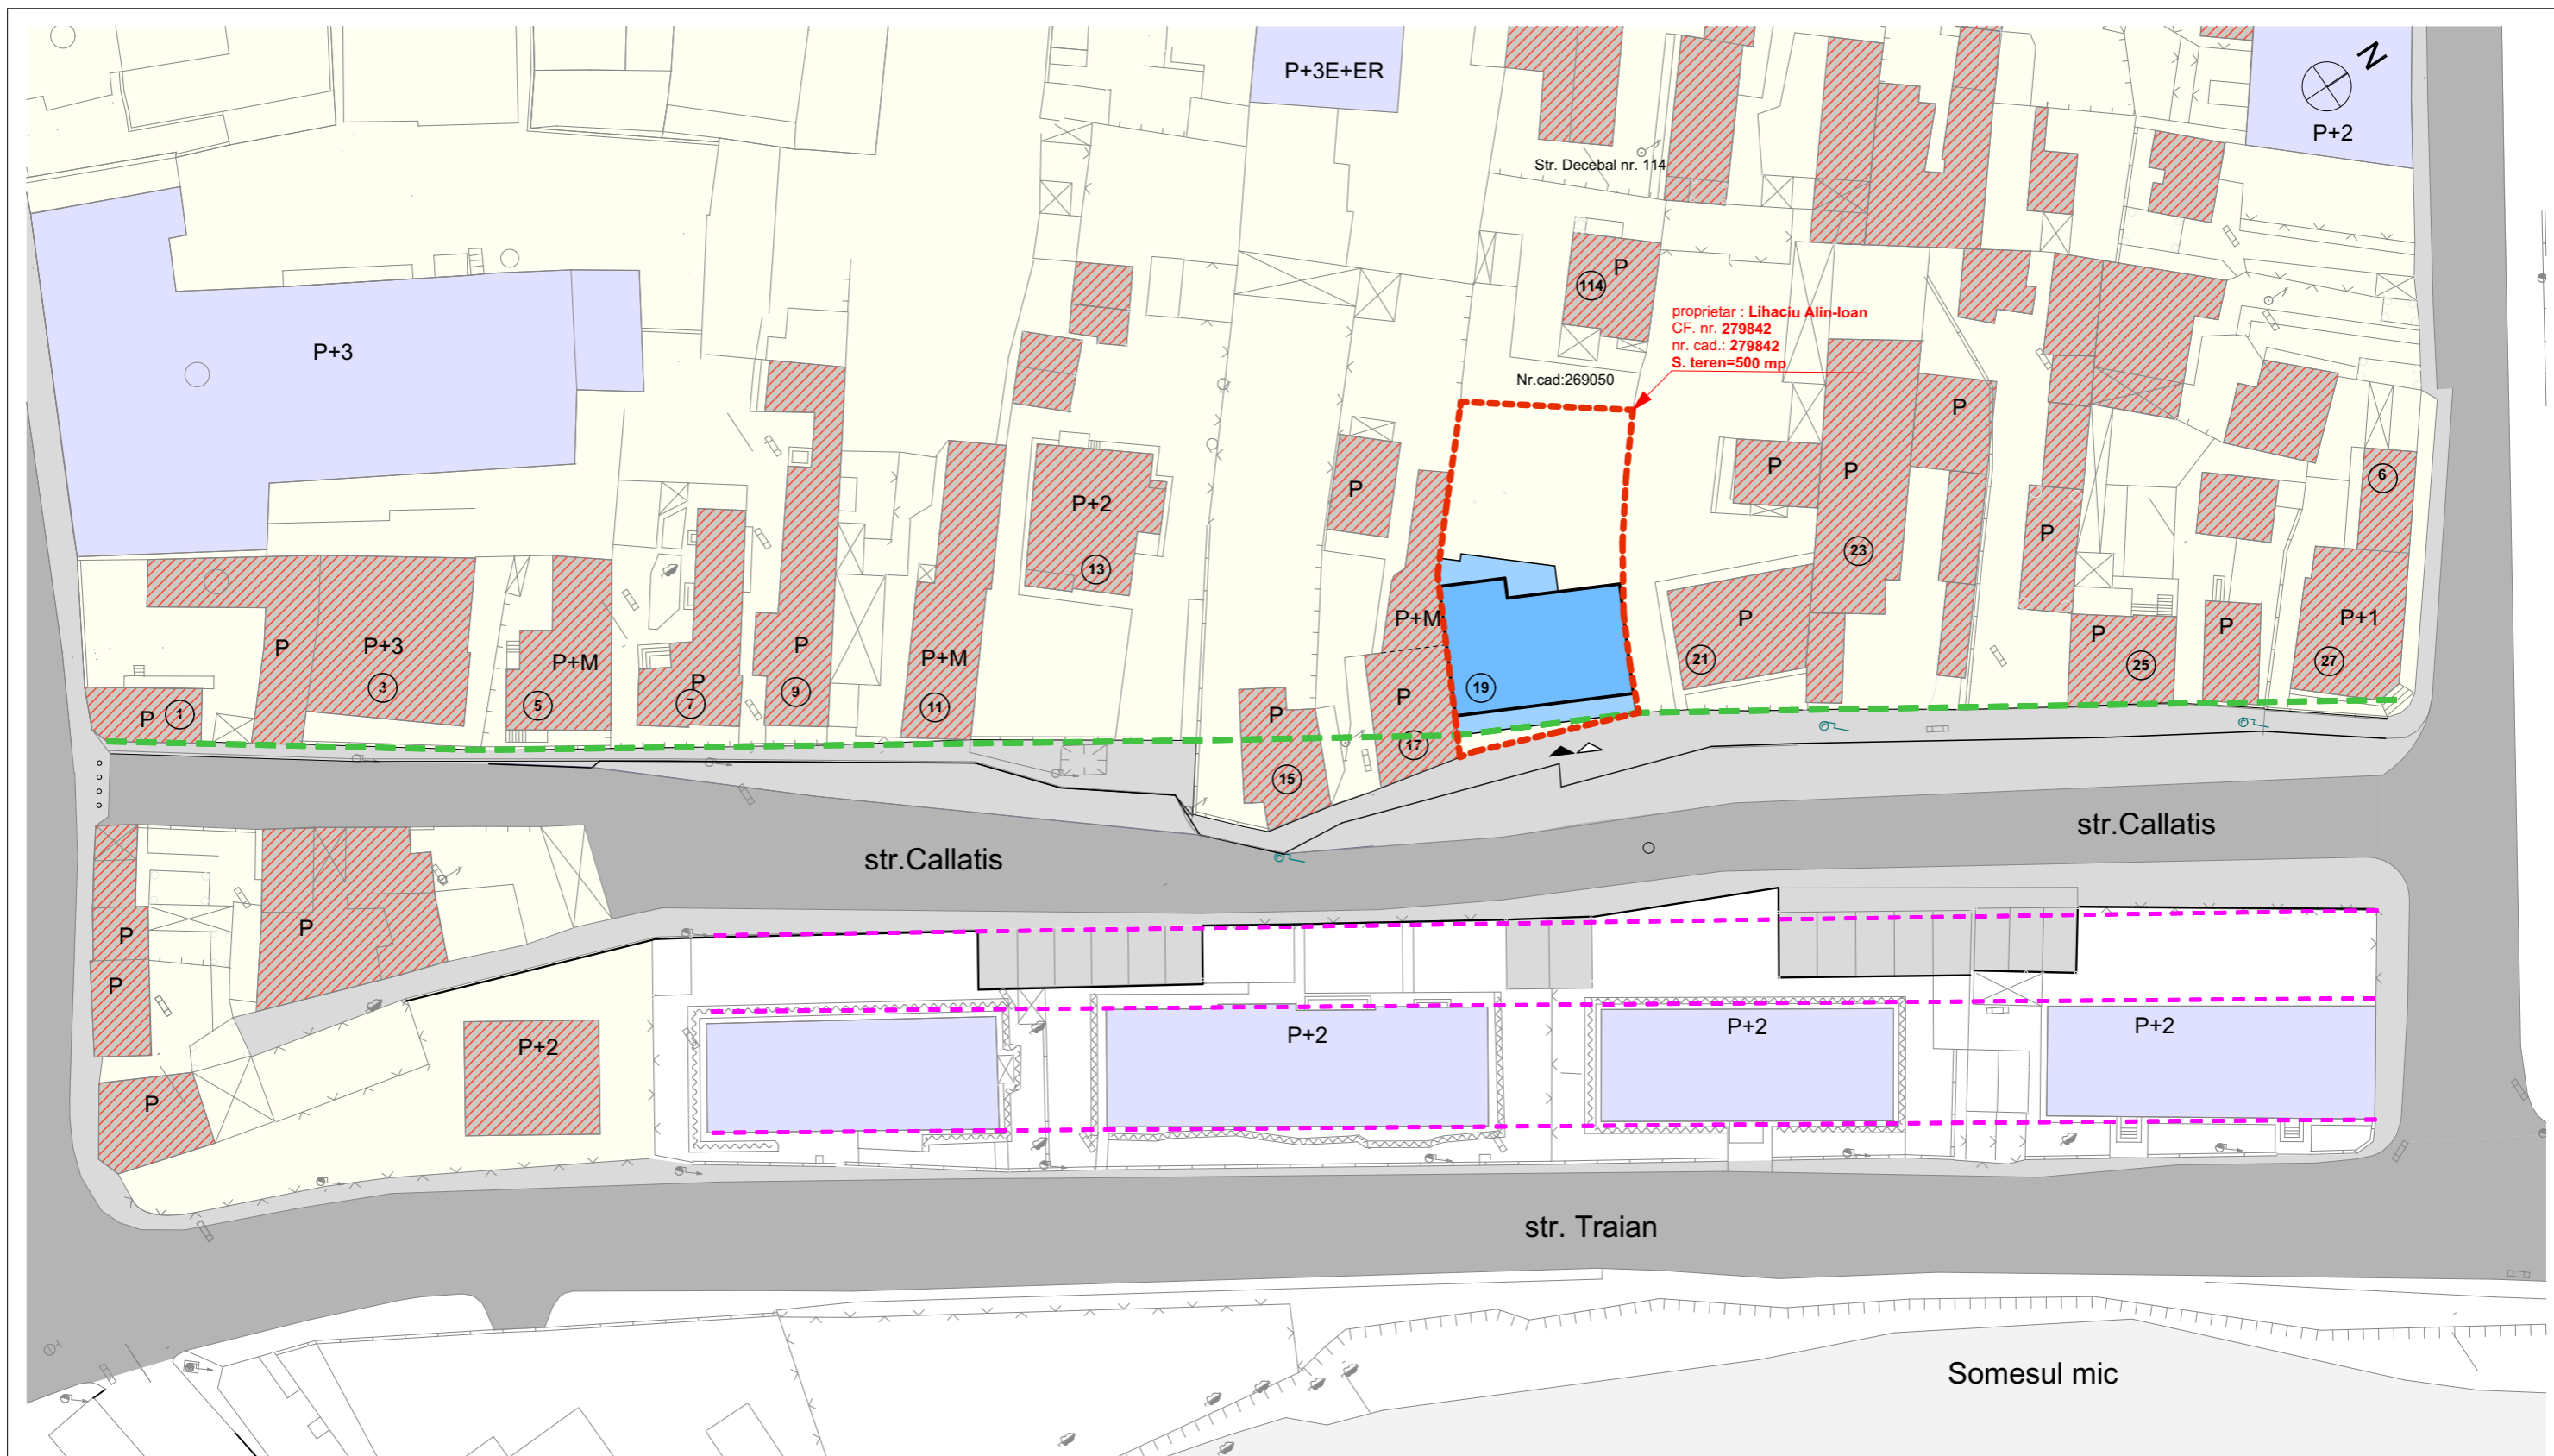 P+3E+ER
N
P+2
Str. Decebal nr. 114
P
114
proprietar : Lihaciu Alin-Ioan
CF. nr. 279842
nr. cad.: 279842
S. teren=500 mp
Nr.cad:269050
P+3
P
P
P
P
6
P+2
13
P
23
P
P+M
P
P
P
P+1
P
P+3
P+M
P
P
P+M
21
25
27
1
3
5
7
9
11
P
P
19
P
17
15
str.Callatis
str.Callatis
P
P
P
P+2
P+2
P+2
P+2
P
str. Traian
Somesul mic